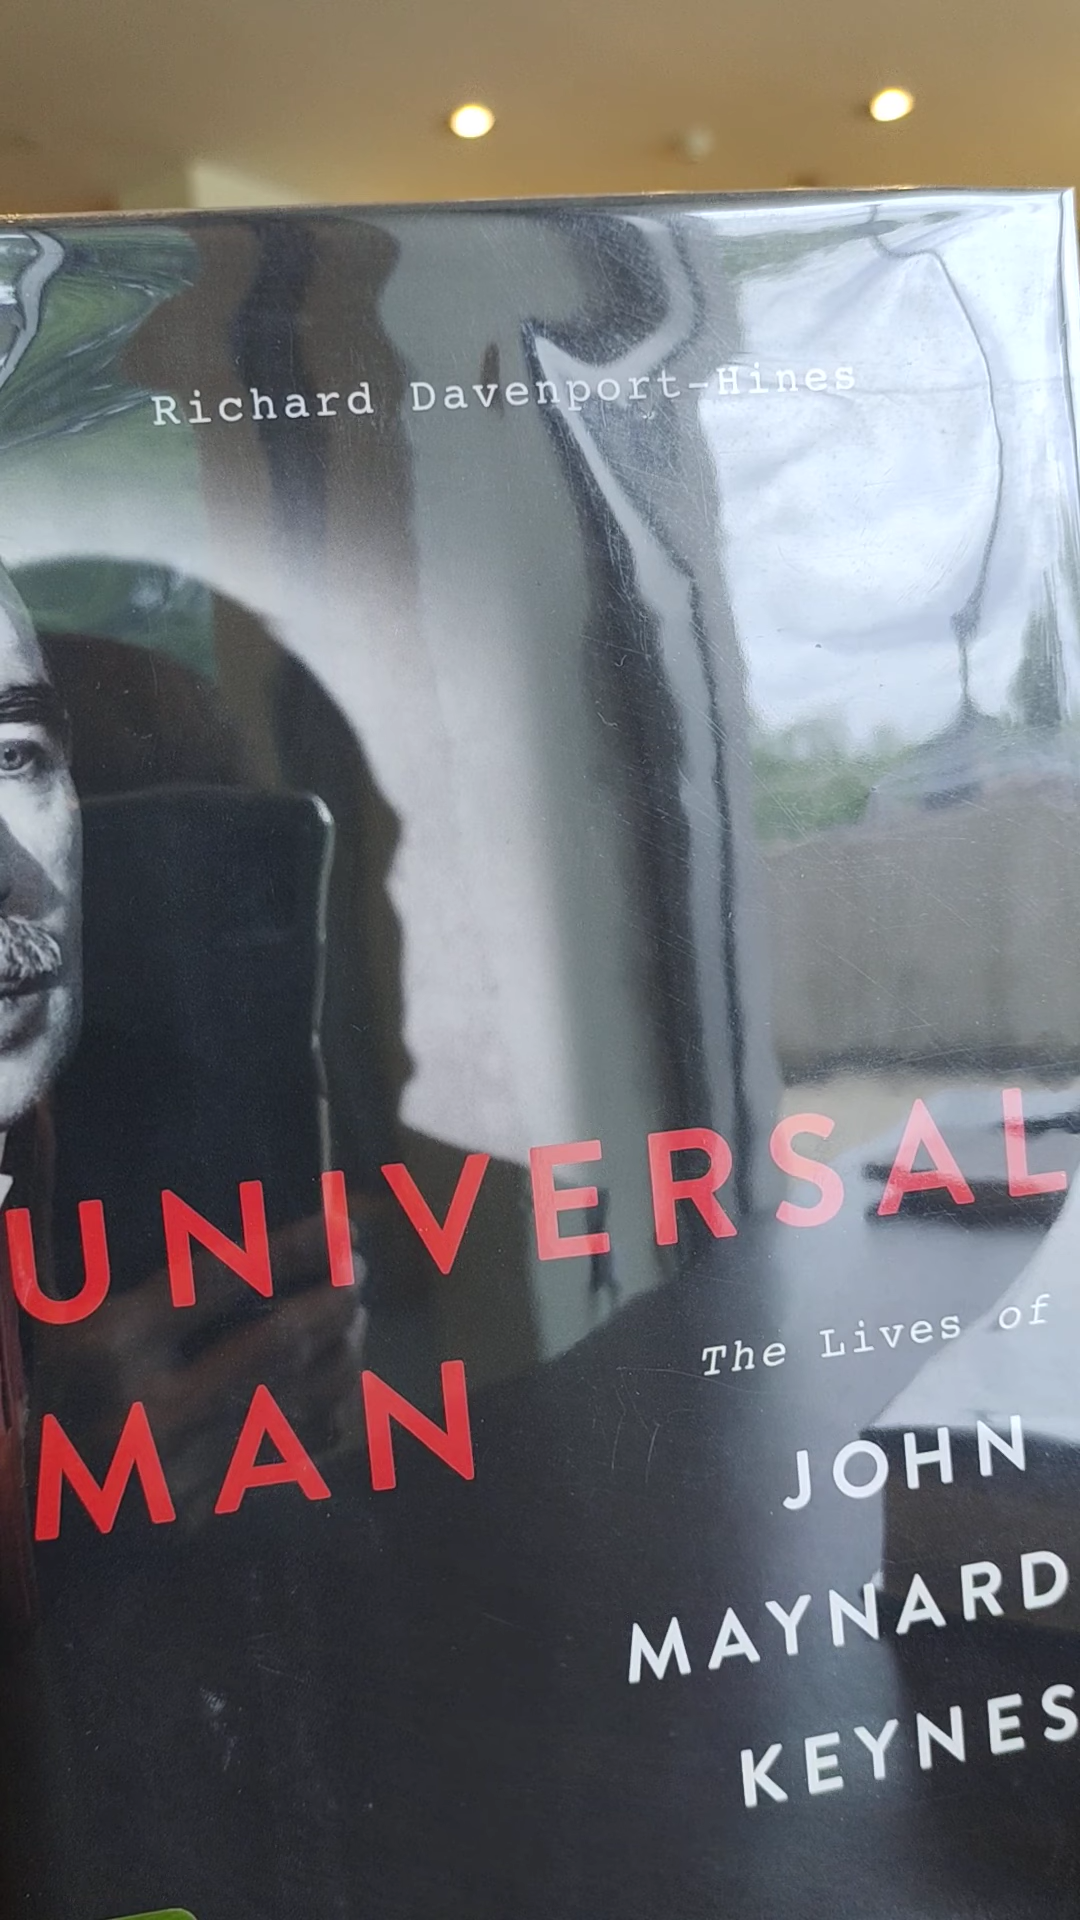 Richard Davenport-Hines
UNIVERSAL
MAN
The Lives of
JOHN
MAYNARD
KEYNES